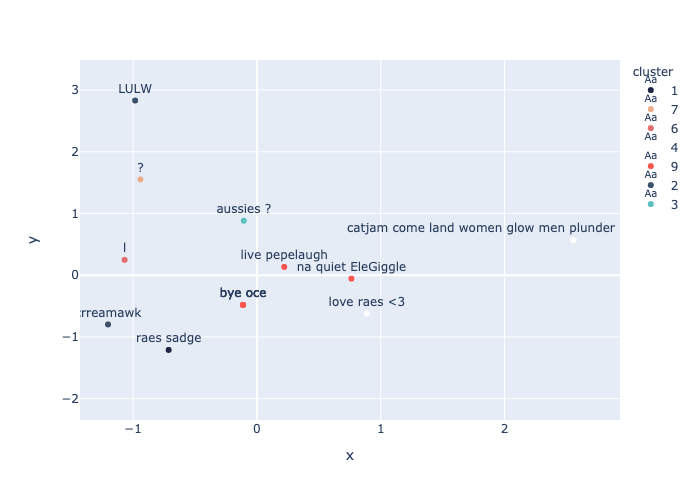 cluster
Aa 1
Aa 7
Aa 6
Aa 4
Aa 9
Aa 2
Aa 3
3
LULW
2
?
aussies ?
1
catjam come land women glow men plunder
l
live pepelaugh
na quiet EleGiggle
0
bye oce
love raes <3
rreamawk
raes sadge
−1
−2
−1 0 1 2
x
y